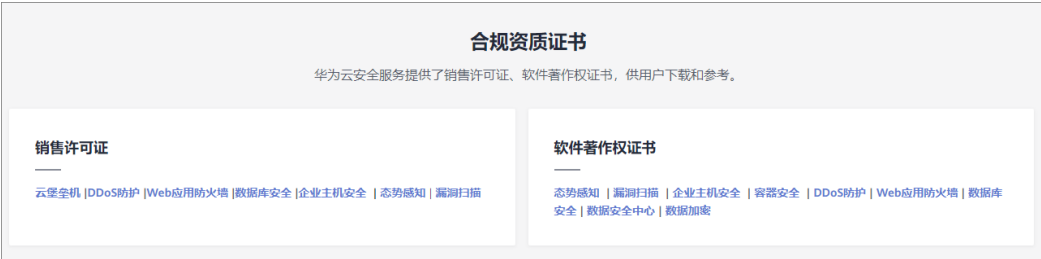 合规资质证书
华为云安全服务提供了销售许可证、软件著作权证书，供用户下载和参考。
销售许可证
云堡垒机 |DDoS防护 |Web应用防火墙 |数据库安全 |企业主机安全 | 态势感知 | 漏洞扫描
软件著作权证书
态势感知 | 漏洞扫描 | 企业主机安全 | 容器安全 | DDoS防护 | Web应用防火墙 | 数据库
安全 | 数据安全中心 | 数据加密